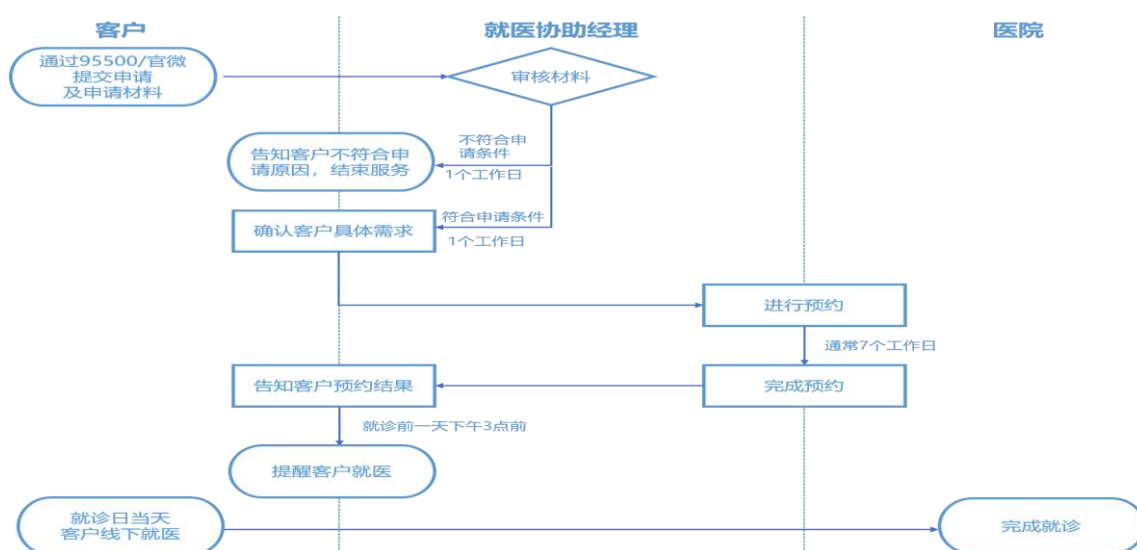 客户
就医协助经理
医院
通过95500/官微
提交申请
及申请材料
审核材料
不符合申
请条件
告知客户不符合申
请原因，结束服务
1个工作日
符合申请条件
确认客户具体需求
1个工作日
进行预约
通常7个工作日
告知客户预约结果
完成预约
就诊前一天下午3点前
提醒客户就医
就诊日当天
客户线下就医
完成就诊